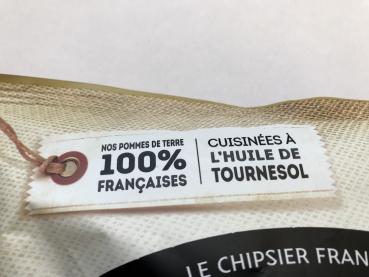 NOS POMMES DE TERRE
100%
FRANÇAISES
CUISINÉES À
L'HUILE DE
TOURNESOL
LE CHIPSIER FRAN